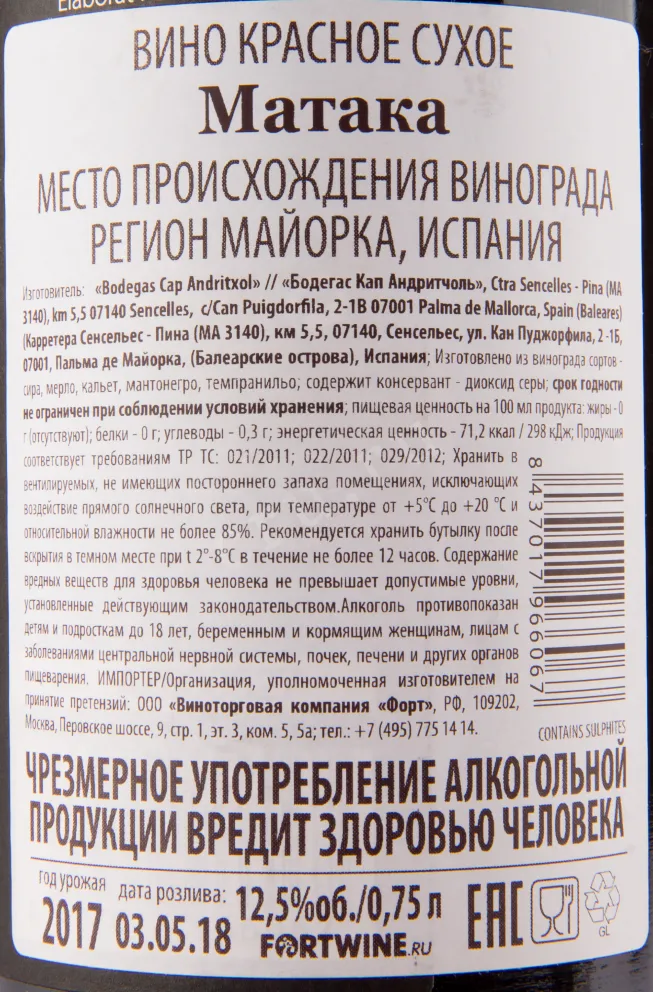 Elaborat
ВИНО КРАСНОЕ СУХОЕ
Матака
МЕСТО ПРОИСХОЖДЕНИЯ ВИНОГРАДА
РЕГИОН МАЙОРКА, ИСПАНИЯ
Изготовитель: «Bodegas Cap Andritxol» // «Бодегас Кап Андритчоль», Ctra Sencelles - Pina (MA
3140), km 5,5 07140 Sencelles, c/Can Puigdorfila, 2-1B 07001 Palma de Mallorca, Spain (Baleares)
(Карретера Сенсельес - Пина (МА 3140), км 5,5, 07140, Сенсельес, ул. Кан Пуджорфила, 2 -1Б,
07001, Пальма де Майорка, (Балеарские острова), Испания; Изготовлено из винограда сортов -
сира, мерло, кальет, мантонегро, темпранильо; содержит консервант - диоксид серы; срок годности
не ограничен при соблюдении условий хранения; пищевая ценность на 100 мл продукта: жиры - 0
г (отсутствуют); белки - 0 г; углеводы - 0,3 г; энергетическая ценность - 71,2 ккал / 298 кДж; Продукция
соответствует требованиям ТР ТС: 021/2011; 022/2011; 029/2012; Хранить в
вентилируемых, не имеющих постороннего запаха помещениях, исключающих
воздействие прямого солнечного света, при температуре от +5°С до +20 °С и
относительной влажности не более 85%. Рекомендуется хранить бутылку после
вскрытия в темном месте при t 2°-8°С в течение не более 12 часов. Содержание
вредных веществ для здоровья человека не превышает допустимые уровни,
установленные действующим законодательством.Алкоголь противопоказан
детям и подросткам до 18 лет, беременным и кормящим женщинам, лицам с
заболеваниями центральной нервной системы, почек, печени и других органов
пищеварения. ИМПОРТЕР/Организация, уполномоченная изготовителем на
принятие претензий: ООО «Виноторговая компания «Форт», РФ, 109202,
Москва, Перовское шоссе, 9, стр. 1, эт. 3, ком. 5, 5а; тел.: +7 (495) 775 14 14.
8 437017 966067
CONTAINS SULPHITES
ЧРЕЗМЕРНОЕ УПОТРЕБЛЕНИЕ АЛКОГОЛЬНОЙ
ПРОДУКЦИИ ВРЕДИТ ЗДОРОВЬЮ ЧЕЛОВЕКА
год урожая дата розлива: 12,5%об./0,75 л
2017 03.05.18 FORTWINE.RU
EAC
GL